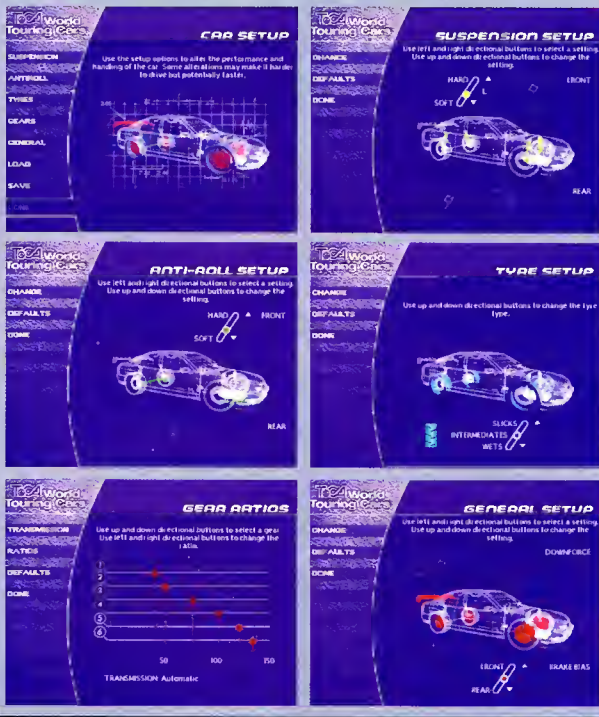 TOCA World
Touring Cars
CAR SETUP
SUSPENSION
ANTIROLL
TYRES
GEARS
GENERAL
LOAD
SAVE
Use the setup options to alter the performance and
handling of the car. Some alterations may make it harder
to drive but potentially faster.
TOCA World
Touring Cars
SUSPENSION SETUP
CHANGE
DEFAULTS
DONE
Use left and right directional buttons to select a setting.
Use up and down directional buttons to change the
setting.
HARD
FRONT
L
SOFT
REAR
TOCA World
Touring Cars
ANTI-ROLL SETUP
CHANGE
DEFAULTS
DONE
Use left and right directional buttons to select a setting.
Use up and down directional buttons to change the
setting.
HARD FRONT
SOFT
REAR
TOCA World
Touring Cars
TYRE SETUP
CHANGE
DEFAULTS
DONE
Use up and down directional buttons to change the tyre
type.
SLICKS
INTERMEDIATES
WETS
TOCA World
Touring Cars
GEAR RATIOS
TRANSMISSION
RATIOS
DEFAULTS
DONE
Use up and down directional buttons to select a gear
Use left and right directional buttons to change the
ratio.
1
2
3
4
5
6
50 100 150
TRANSMISSION Automatic
TOCA World
Touring Cars
GENERAL SETUP
CHANGE
DEFAULTS
DONE
Use left and right directional buttons to select a setting.
Use up and down directional buttons to change the
setting.
DOWNFORCE
FRONT BRAKE BIAS
REAR